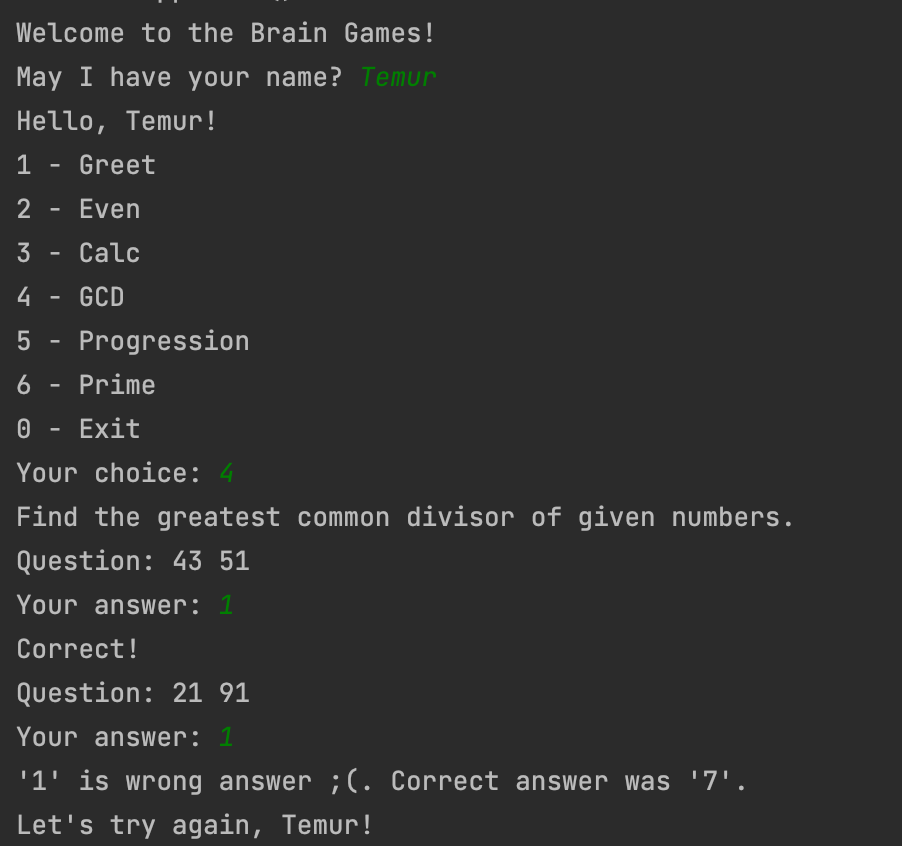 Welcome to the Brain Games!
May I have your name? Temur
Hello, Temur!
1 - Greet
2 - Even
3 - Calc
4 - GCD
5 - Progression
6 - Prime
0 - Exit
Your choice: 4
Find the greatest common divisor of given numbers.
Question: 43 51
Your answer: 1
Correct!
Question: 21 91
Your answer: 1
'1' is wrong answer ;(. Correct answer was '7'.
Let's try again, Temur!